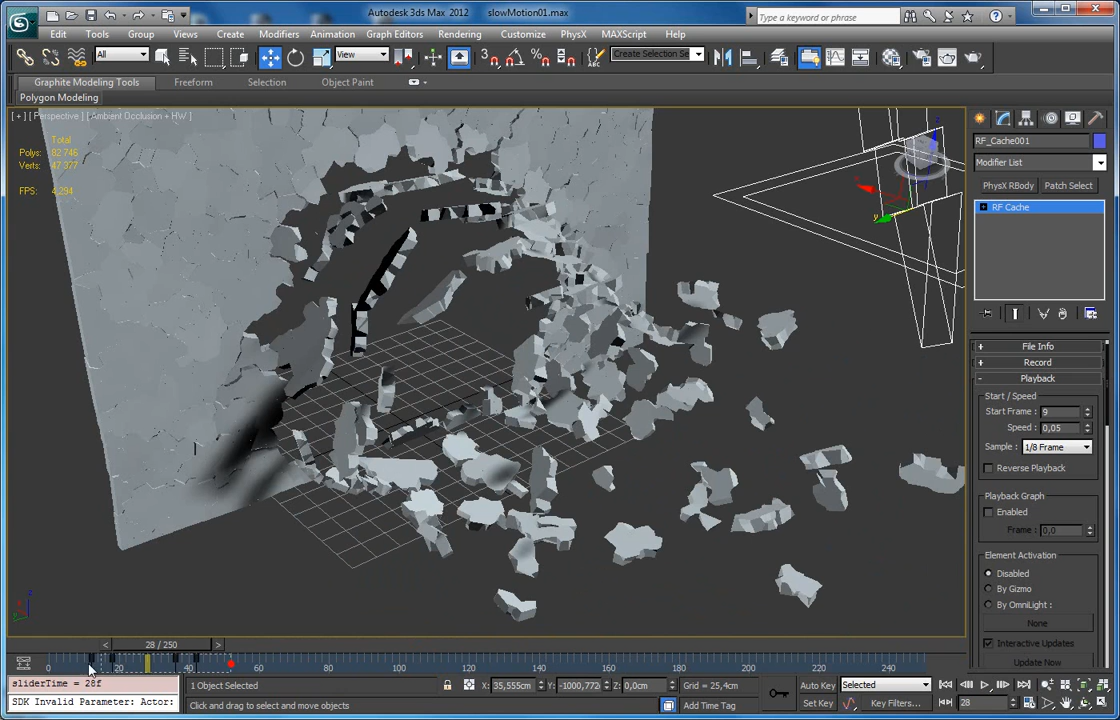 Autodesk 3ds Max 2012 slowMotion01.max
Type a keyword or phrase
Edit Tools Group Views Create Modifiers Animation Graph Editors Rendering Customize PhysX MAXScript Help
All View 3 Create Selection Se
Graphite Modeling Tools Freeform Selection Object Paint
Polygon Modeling
[ + ] [ Perspective ] [ Ambient Occlusion + HW ]
Total
Polys: 82 746
Verts: 47 377
FPS: 4,294
RF_Cache001
Modifier List
PhysX RBody Patch Select
RF Cache
+ File Info
+ Record
- Playback
Start / Speed
Start Frame : 9
Speed : 0,05
Sample : 1/8 Frame
Reverse Playback
Playback Graph
Enabled
Frame : 0,0
Element Activation
Disabled
By Gizmo
By OmniLight :
None
Interactive Updates
Update Now
z
x
y
< 28 / 250 >
0 20 40 60 80 100 120 140 160 180 200 220 240
sliderTime = 28f
SDK Invalid Parameter: Actor:
1 Object Selected
X: 35,555cm Y: -1000,772 Z: 0,0cm Grid = 25,4cm
Click and drag to select and move objects
Add Time Tag
Auto Key Selected
Set Key Key Filters...
28